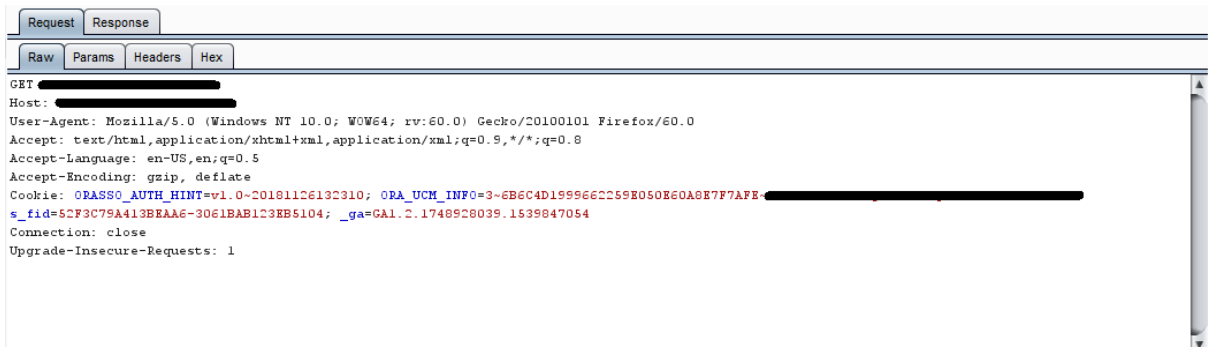 Request Response
Raw Params Headers Hex
GET
Host:
User-Agent: Mozilla/5.0 (Windows NT 10.0; WOW64; rv:60.0) Gecko/20100101 Firefox/60.0
Accept: text/html,application/xhtml+xml,application/xml;q=0.9,*/*;q=0.8
Accept-Language: en-US,en;q=0.5
Accept-Encoding: gzip, deflate
Cookie: ORASSO_AUTH_HINT=v1.0~20181126132310; ORA_UCM_INFO=3~6B6C4D1999662259E050E60A8E7F7AFE~
s_fid=52F3C79A413BEAA6-3061BAB123EB5104; _ga=GA1.2.1748928039.1539847054
Connection: close
Upgrade-Insecure-Requests: 1